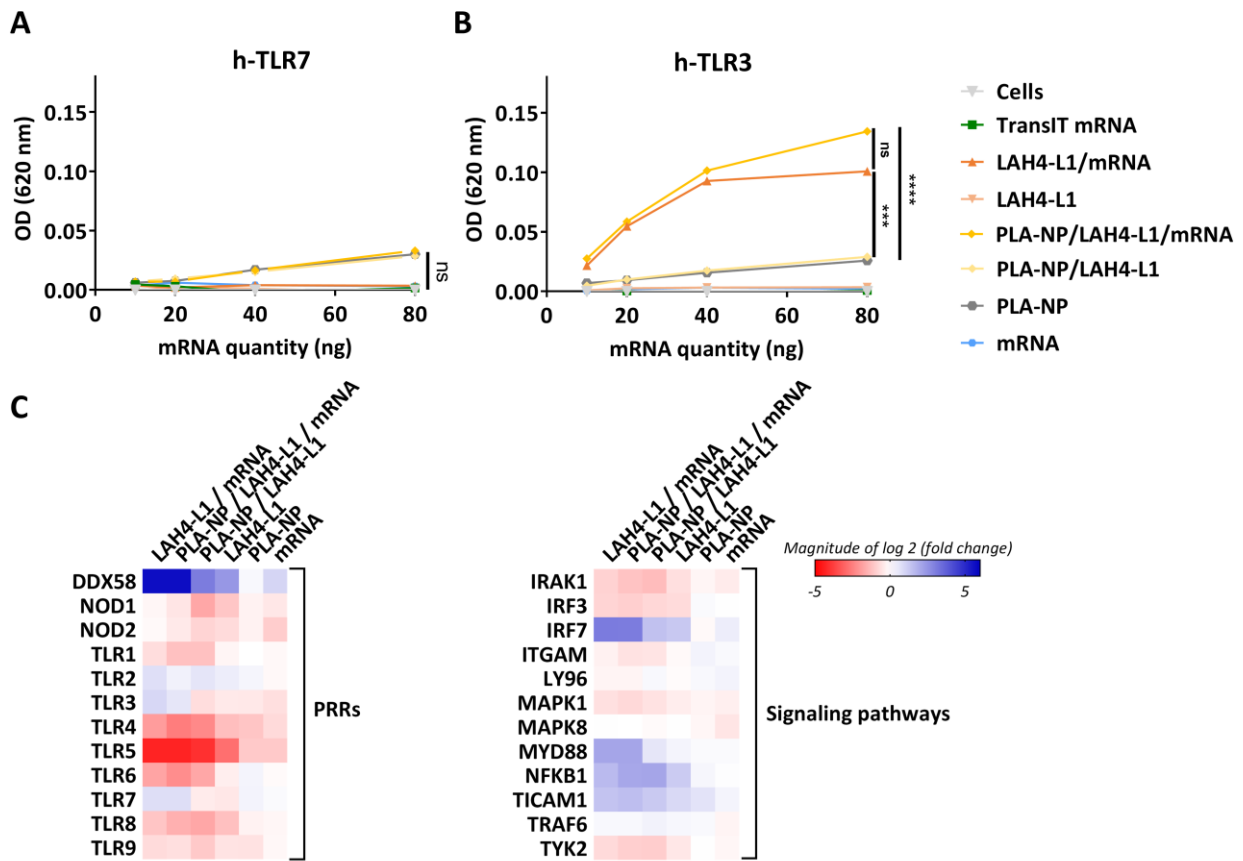 A
h-TLR7
OD (620 nm)
0.15
0.10
0.05
0.00
0
20
40
60
80
mRNA quantity (ng)
ns
B
h-TLR3
OD (620 nm)
0.15
0.10
0.05
0.00
0
20
40
60
80
mRNA quantity (ng)
ns
***
****
Cells
TransIT mRNA
LAH4-L1/mRNA
LAH4-L1
PLA-NP/LAH4-L1/mRNA
PLA-NP/LAH4-L1
PLA-NP
mRNA
C
LAH4-L1 / mRNA
PLA-NP / LAH4-L1 / mRNA
PLA-NP / LAH4-L1
LAH4-L1
PLA-NP
mRNA
DDX58
NOD1
NOD2
TLR1
TLR2
TLR3
TLR4
TLR5
TLR6
TLR7
TLR8
TLR9
PRRs
LAH4-L1 / mRNA
PLA-NP / LAH4-L1 / mRNA
PLA-NP / LAH4-L1
LAH4-L1
PLA-NP
mRNA
IRAK1
IRF3
IRF7
ITGAM
LY96
MAPK1
MAPK8
MYD88
NFKB1
TICAM1
TRAF6
TYK2
Signaling pathways
Magnitude of log 2 (fold change)
-5
0
5